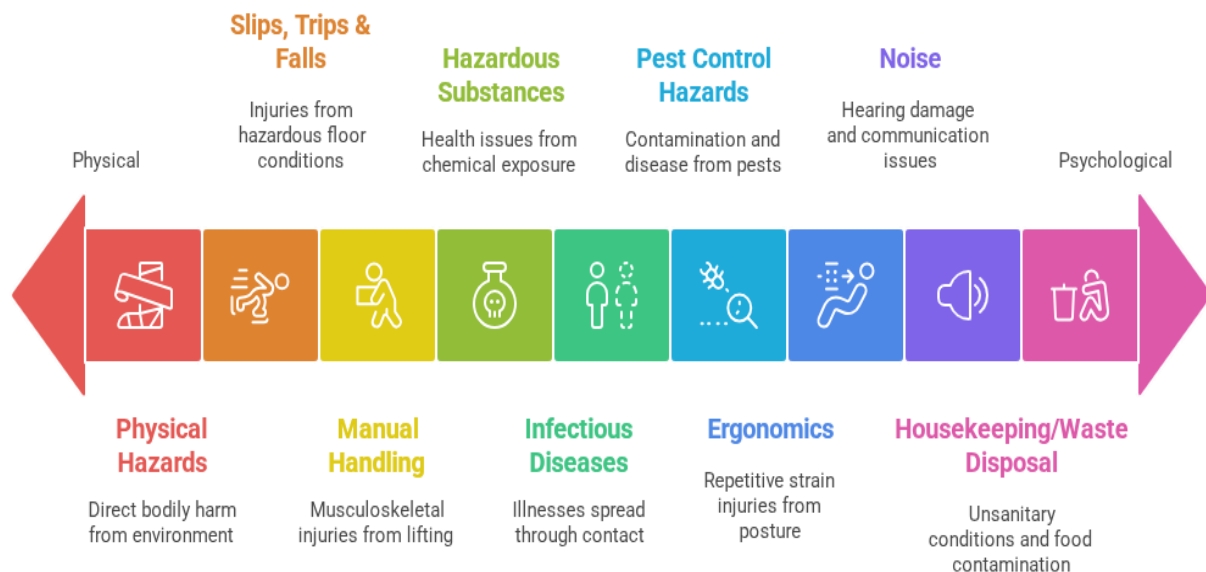 Slips, Trips &
Falls
Injuries from
hazardous floor
conditions
Hazardous
Substances
Health issues from
chemical exposure
Pest Control
Hazards
Contamination and
disease from pests
Noise
Hearing damage
and communication
issues
Physical
Psychological
Physical
Hazards
Direct bodily harm
from environment
Manual
Handling
Musculoskeletal
injuries from lifting
Infectious
Diseases
Illnesses spread
through contact
Ergonomics
Repetitive strain
injuries from
posture
Housekeeping/Waste
Disposal
Unsanitary
conditions and food
contamination